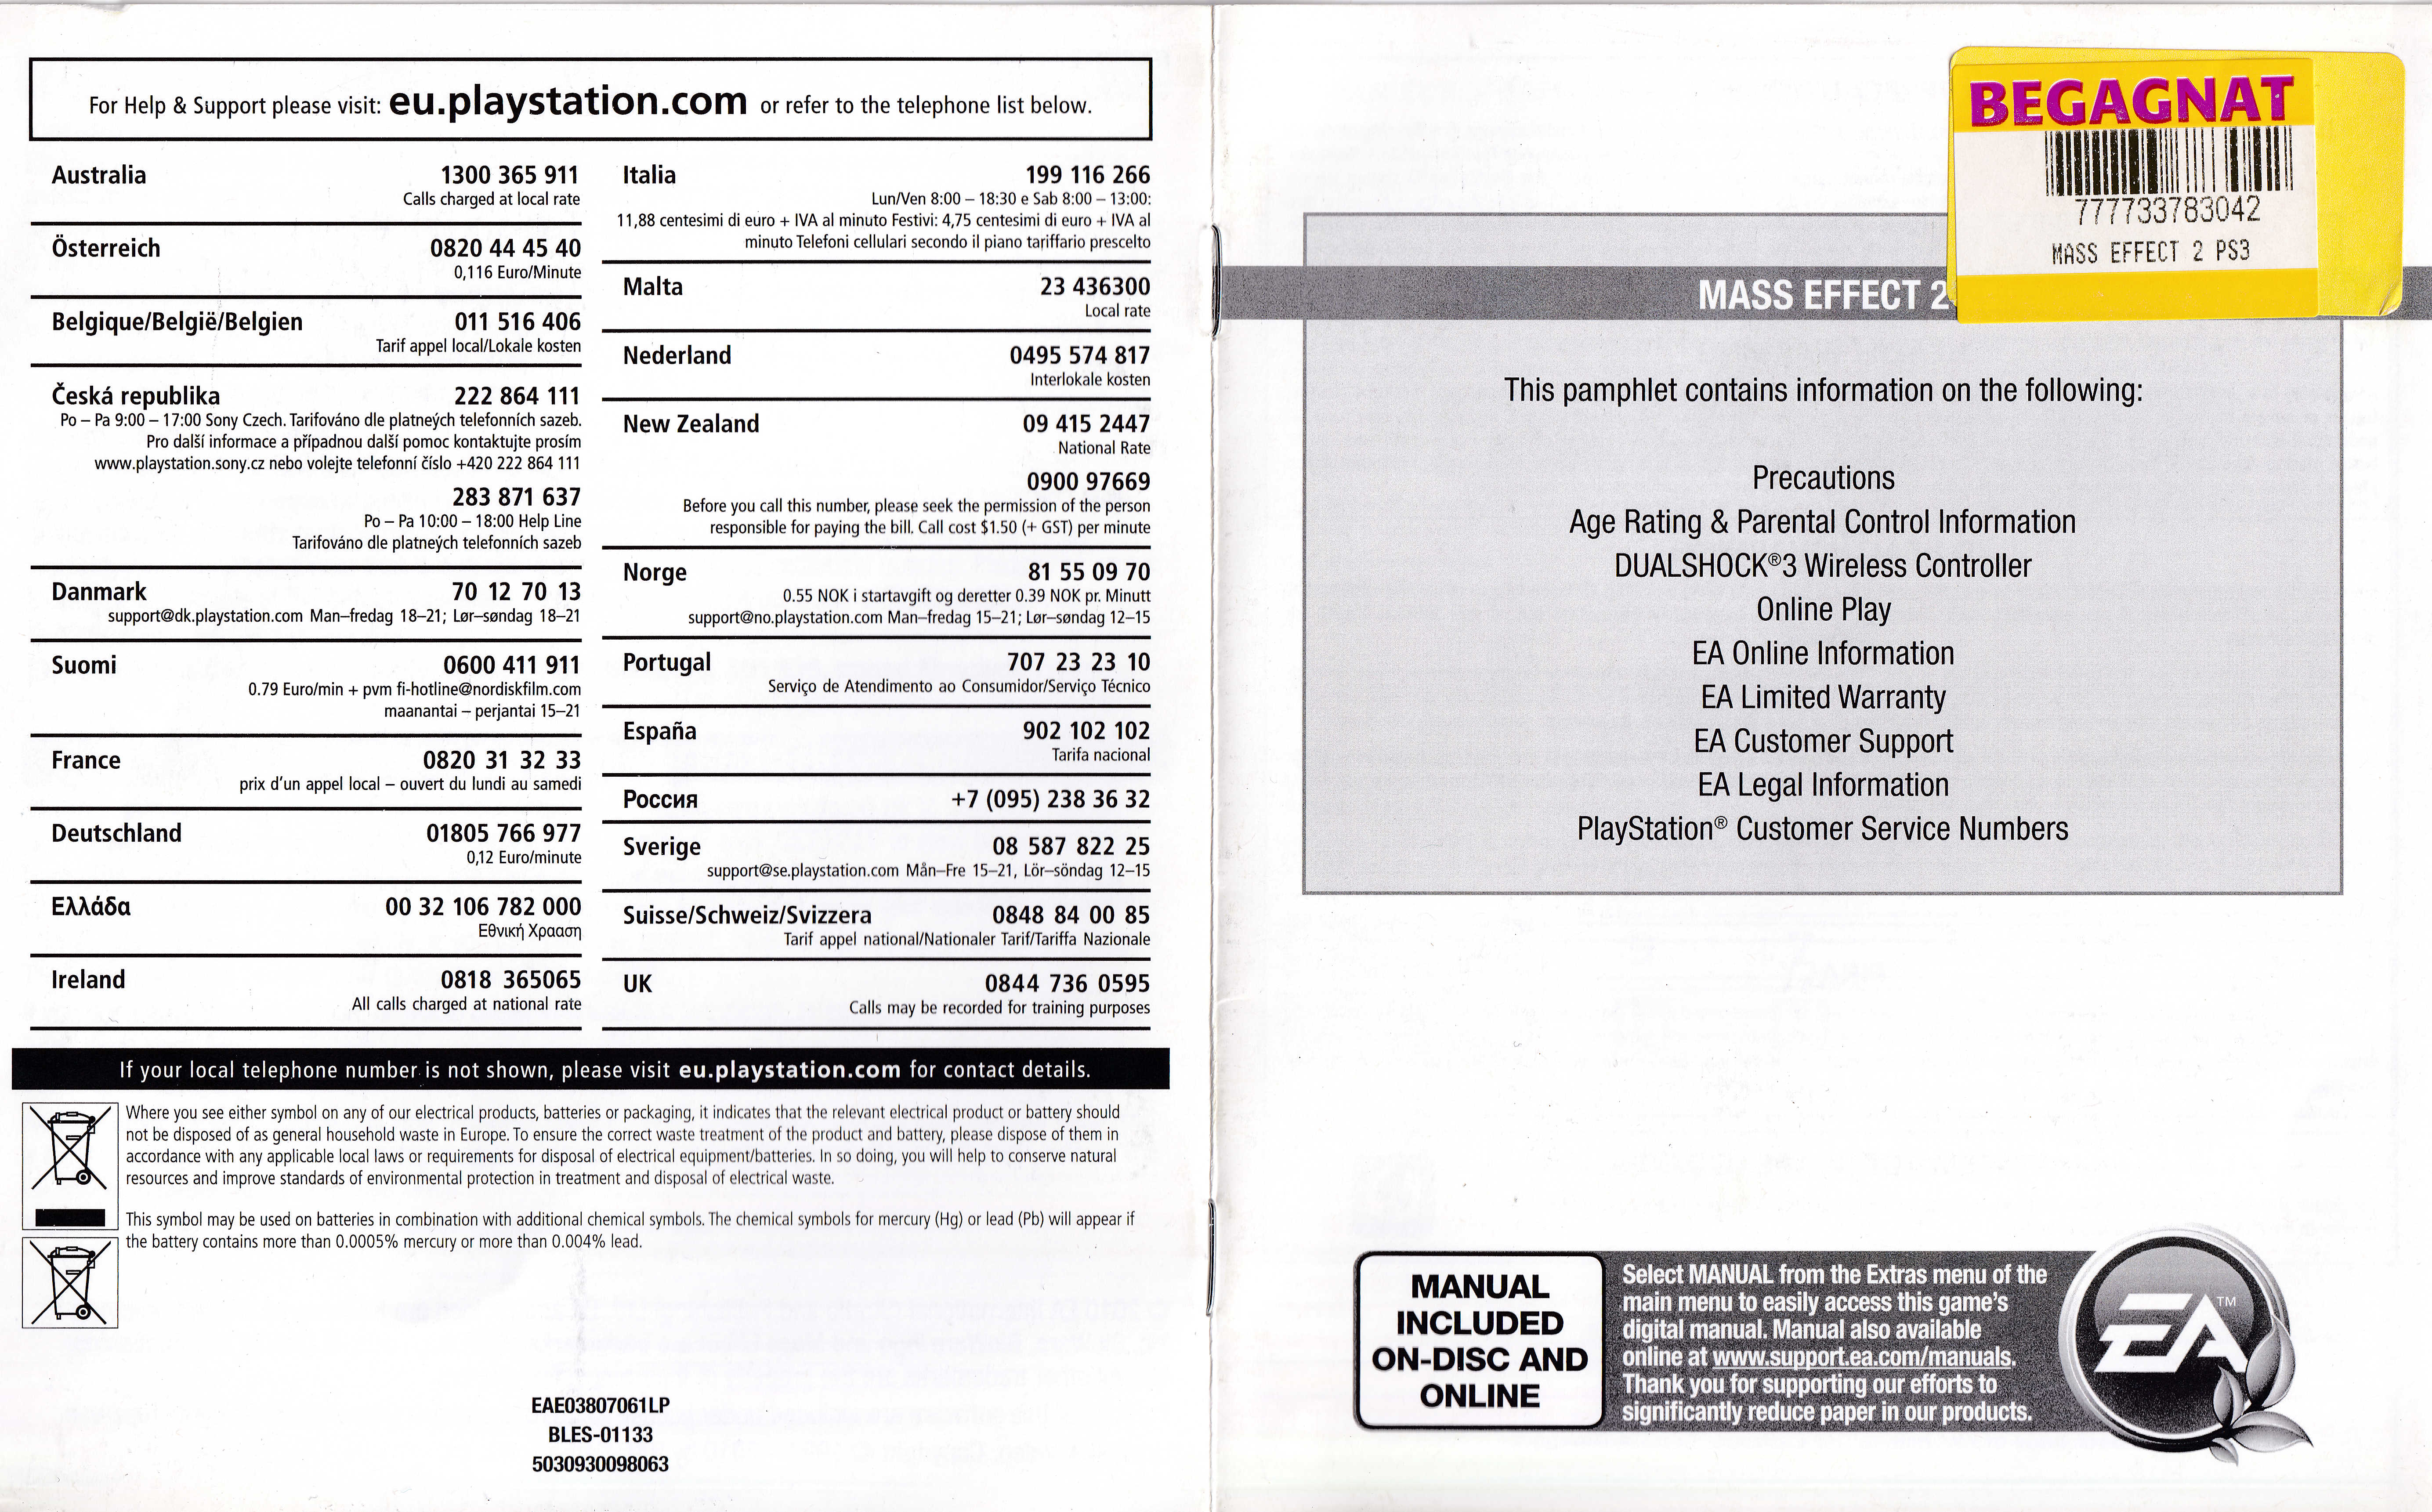 For Help & Support please visit: eu.playstation.com or refer to the telephone list below.
Australia 1300 365 911
Calls charged at local rate
Österreich 0820 44 45 40
0,116 Euro/Minute
Belgique/België/Belgien 011 516 406
Tarif appel local/Lokale kosten
Česká republika 222 864 111
Po – Pa 9:00 – 17:00 Sony Czech. Tarifováno dle platneých telefonních sazeb.
Pro další informace a případnou další pomoc kontaktujte prosím
www.playstation.sony.cz nebo volejte telefonní číslo +420 222 864 111
283 871 637
Po – Pa 10:00 – 18:00 Help Line
Tarifováno dle platneých telefonních sazeb
Danmark 70 12 70 13
support@dk.playstation.com Man–fredag 18–21; Lør–søndag 18–21
Suomi 0600 411 911
0.79 Euro/min + pvm fi-hotline@nordiskfilm.com
maanantai – perjantai 15–21
France 0820 31 32 33
prix d'un appel local – ouvert du lundi au samedi
Deutschland 01805 766 977
0,12 Euro/minute
Ελλάδα 00 32 106 782 000
Εθνική Χρααση
Ireland 0818 365065
All calls charged at national rate
Italia 199 116 266
Lun/Ven 8:00 – 18:30 e Sab 8:00 – 13:00:
11,88 centesimi di euro + IVA al minuto Festivi: 4,75 centesimi di euro + IVA al
minuto Telefoni cellulari secondo il piano tariffario prescelto
Malta 23 436300
Local rate
Nederland 0495 574 817
Interlokale kosten
New Zealand 09 415 2447
National Rate
0900 97669
Before you call this number, please seek the permission of the person
responsible for paying the bill. Call cost $1.50 (+ GST) per minute
Norge 81 55 09 70
0.55 NOK i startavgift og deretter 0.39 NOK pr. Minutt
support@no.playstation.com Man–fredag 15–21; Lør–søndag 12–15
Portugal 707 23 23 10
Serviço de Atendimento ao Consumidor/Serviço Técnico
España 902 102 102
Tarifa nacional
Россия +7 (095) 238 36 32
Sverige 08 587 822 25
support@se.playstation.com Mån–Fre 15–21, Lör–söndag 12–15
Suisse/Schweiz/Svizzera 0848 84 00 85
Tarif appel national/Nationaler Tarif/Tariffa Nazionale
UK 0844 736 0595
Calls may be recorded for training purposes
If your local telephone number is not shown, please visit eu.playstation.com for contact details.
Where you see either symbol on any of our electrical products, batteries or packaging, it indicates that the relevant electrical product or battery should
not be disposed of as general household waste in Europe. To ensure the correct waste treatment of the product and battery, please dispose of them in
accordance with any applicable local laws or requirements for disposal of electrical equipment/batteries. In so doing, you will help to conserve natural
resources and improve standards of environmental protection in treatment and disposal of electrical waste.
This symbol may be used on batteries in combination with additional chemical symbols. The chemical symbols for mercury (Hg) or lead (Pb) will appear if
the battery contains more than 0.0005% mercury or more than 0.004% lead.
EAE03807061LP
BLES-01133
5030930098063
BEGAGNAT
777733783042
MASS EFFECT 2 PS3
MASS EFFECT 2
This pamphlet contains information on the following:
Precautions
Age Rating & Parental Control Information
DUALSHOCK®3 Wireless Controller
Online Play
EA Online Information
EA Limited Warranty
EA Customer Support
EA Legal Information
PlayStation® Customer Service Numbers
MANUAL
INCLUDED
ON-DISC AND
ONLINE
Select MANUAL from the Extras menu of the
main menu to easily access this game's
digital manual. Manual also available
online at www.support.ea.com/manuals.
Thank you for supporting our efforts to
significantly reduce paper in our products.
EA™